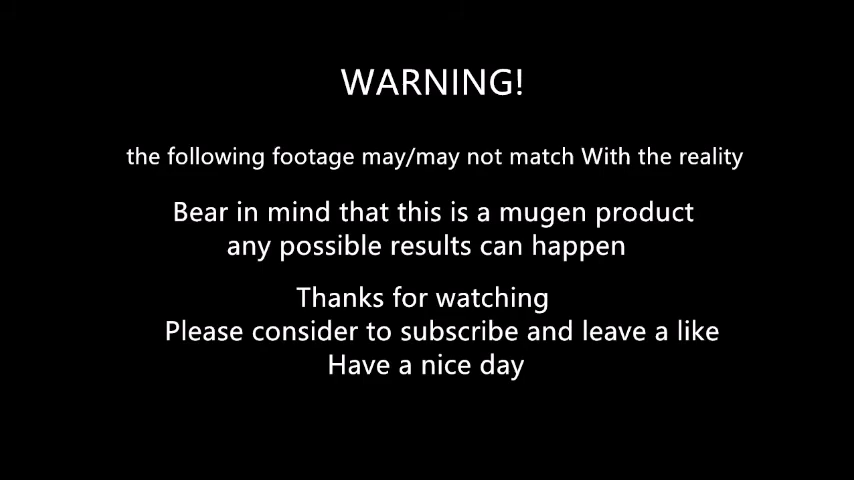 WARNING!
the following footage may/may not match With the reality
Bear in mind that this is a mugen product
any possible results can happen
Thanks for watching
Please consider to subscribe and leave a like
Have a nice day